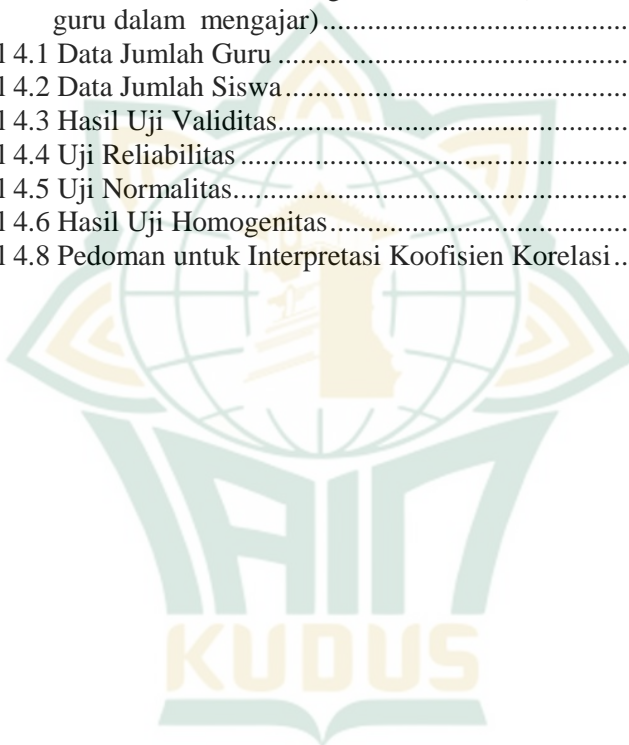 guru dalam  mengajar)........................................
l 4.1 Data Jumlah Guru.............................................
l 4.2 Data Jumlah Siswa...........................................
l 4.3 Hasil Uji Validitas............................................
l 4.4 Uji Reliabilitas.................................................
l 4.5 Uji Normalitas..................................................
l 4.6 Hasil Uji Homogenitas.....................................
l 4.8 Pedoman untuk Interpretasi Koofisien Korelasi..
IAIN
KUDUS